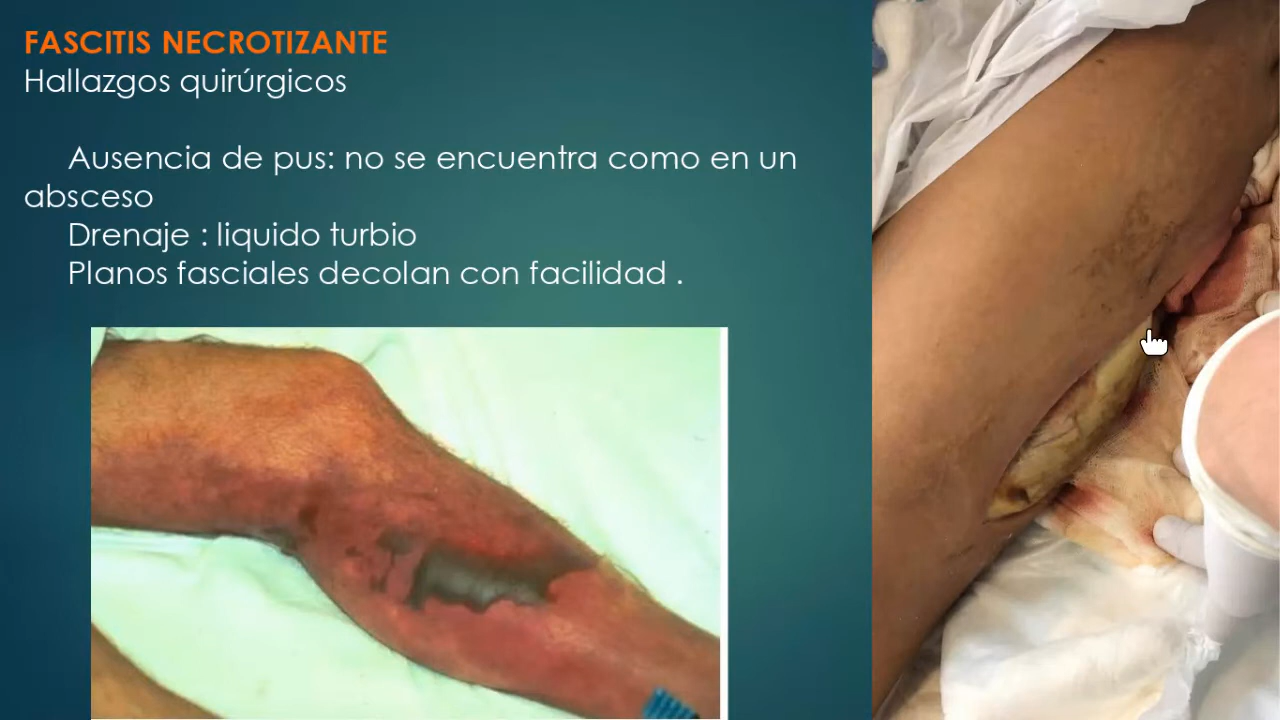 FASCITIS NECROTIZANTE
Hallazgos quirúrgicos
Ausencia de pus: no se encuentra como en un
absceso
Drenaje : liquido turbio
Planos fasciales decolan con facilidad .